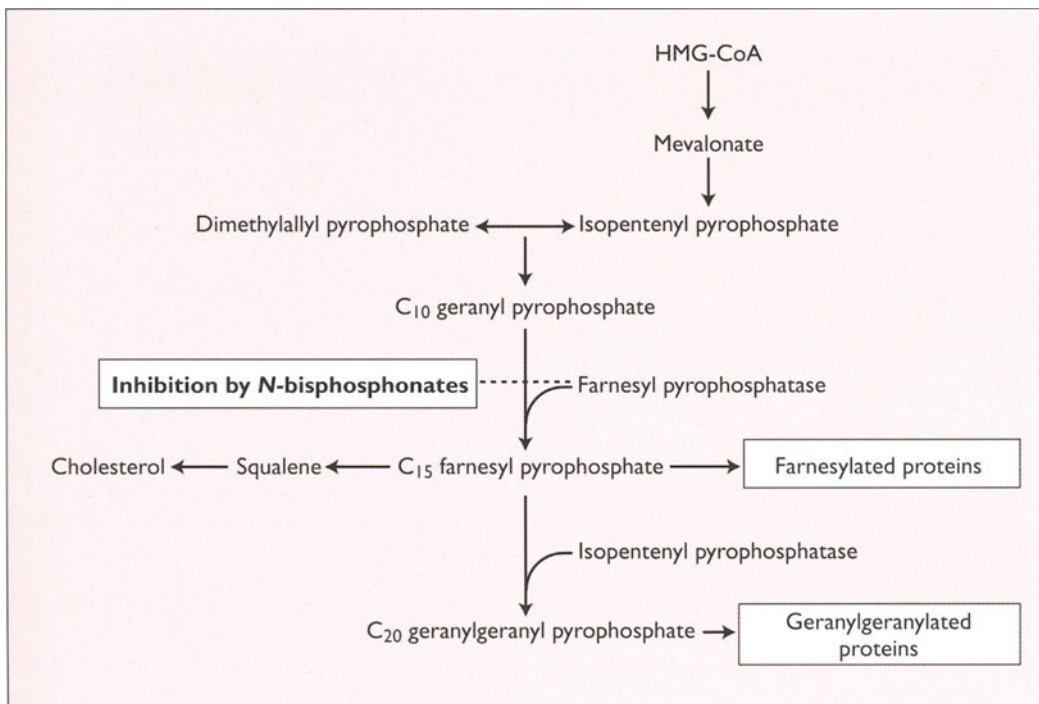 HMG-CoA
Mevalonate
Dimethylallyl pyrophosphate
Isopentenyl pyrophosphate
C10 geranyl pyrophosphate
Inhibition by N-bisphosphonates
Farnesyl pyrophosphatase
Cholesterol
Squalene
C15 farnesyl pyrophosphate
Farnesylated proteins
Isopentenyl pyrophosphatase
C20 geranylgeranyl pyrophosphate
Geranylgeranylated
proteins